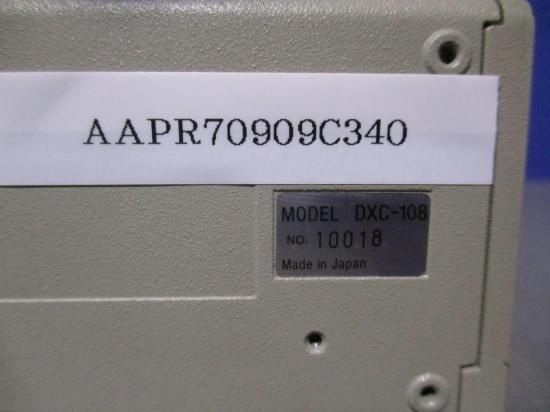 AAPR70909C340
MODEL DXC-108
NO. 10018
Made in Japan